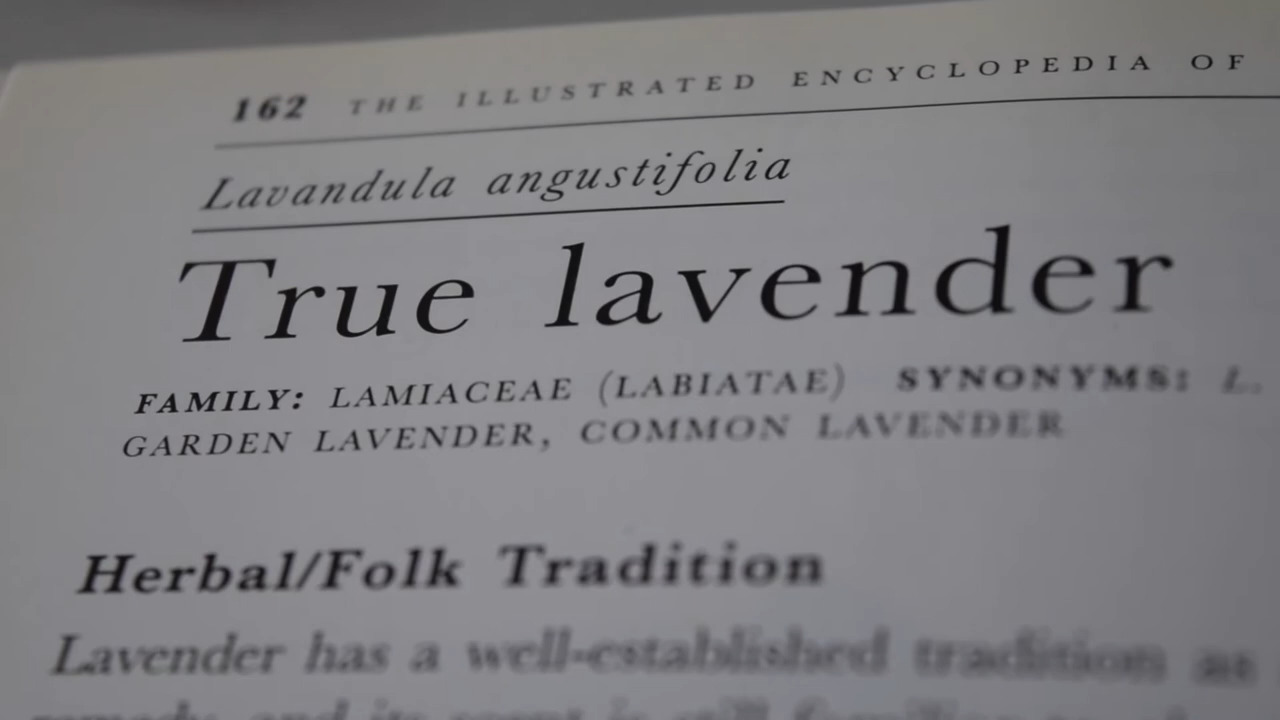 162 THE ILLUSTRATED ENCYCLOPEDIA OF
Lavandula angustifolia
True lavender
FAMILY: LAMIACEAE (LABIATAE) SYNONYMS: L.
GARDEN LAVENDER, COMMON LAVENDER
Herbal/Folk Tradition
Lavender has a well-established tradition as